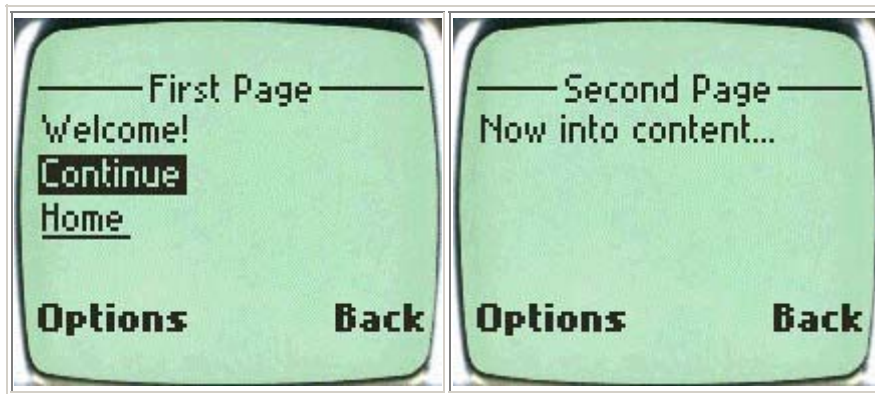 First Page
Welcome!
Continue
Home
Options Back
Second Page
Now into content...
Options Back